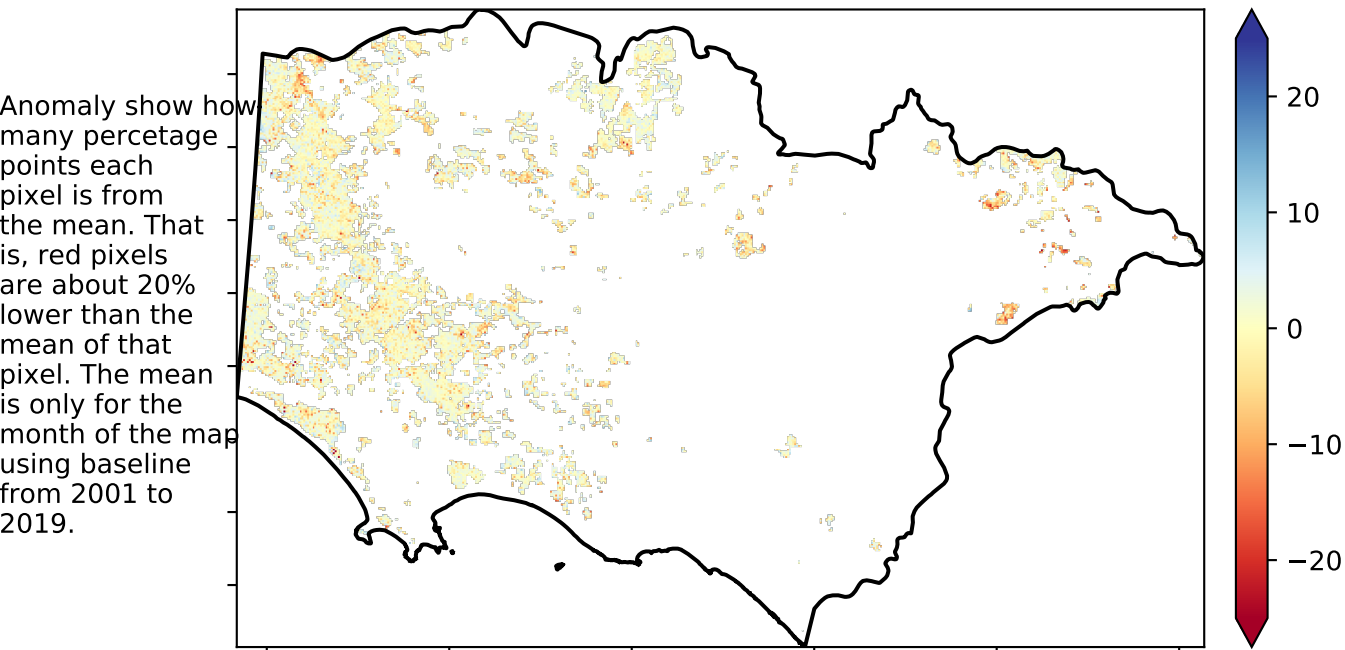 Anomaly show how
many percetage
points each
pixel is from
the mean. That
is, red pixels
are about 20%
lower than the
mean of that
pixel. The mean
is only for the
month of the map
using baseline
from 2001 to
2019.
20
10
0
−10
−20